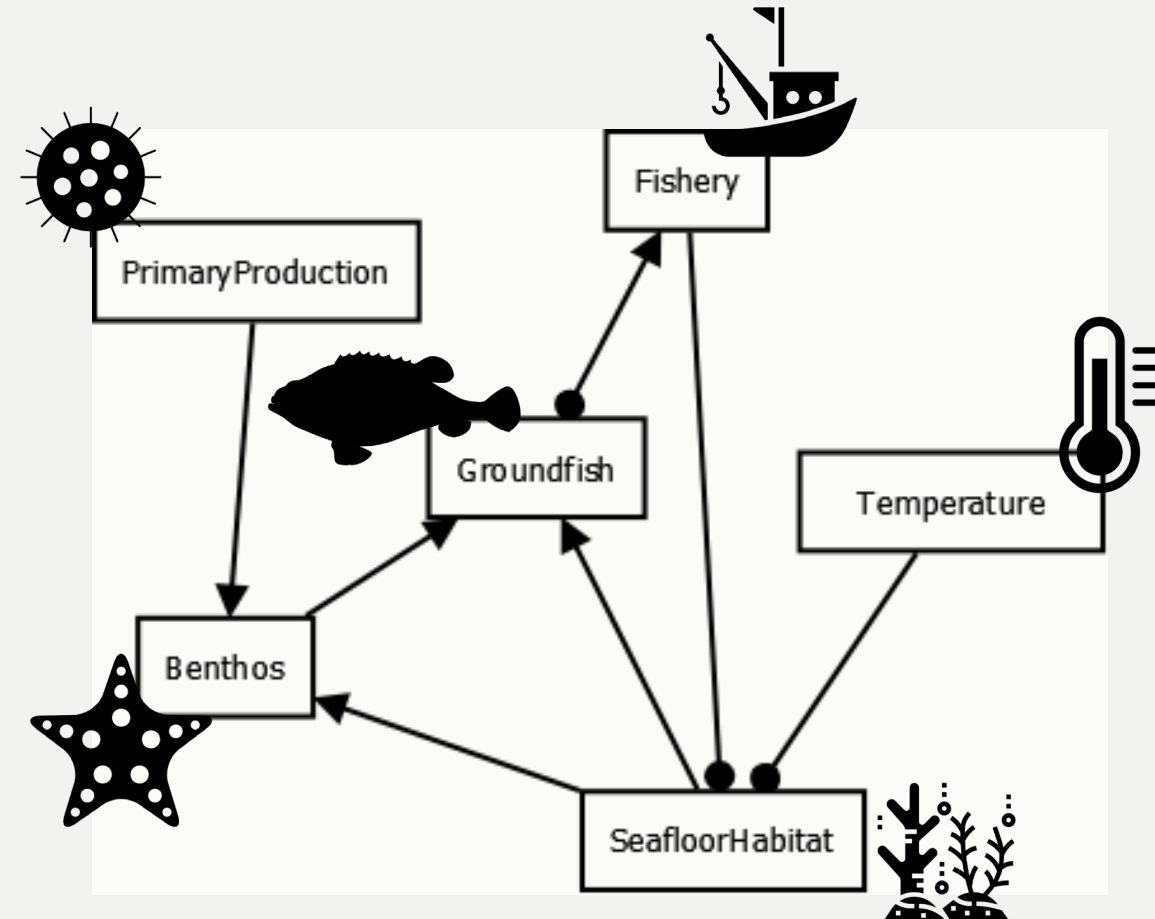 Fishery
PrimaryProduction
Groundfish
Temperature
Benthos
SeafloorHabitat